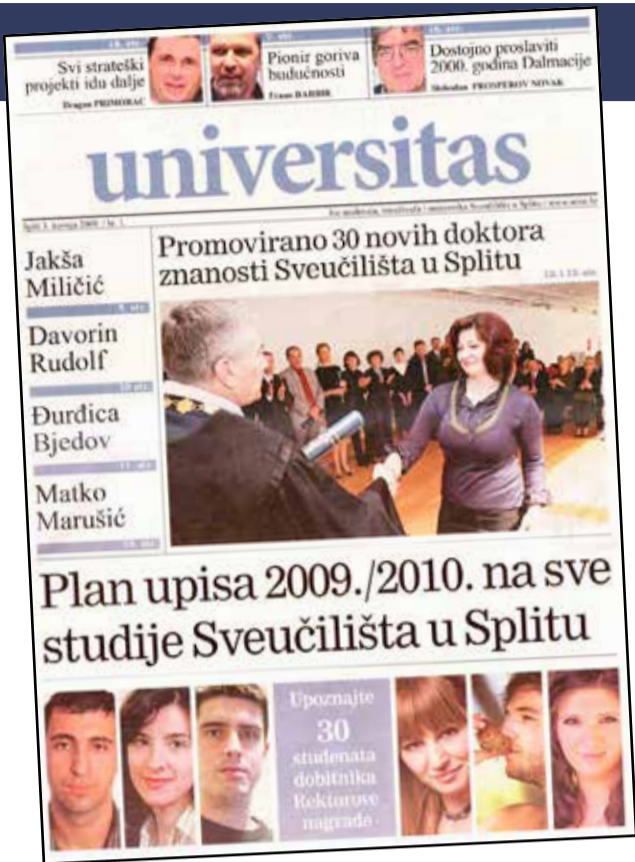 Svi strateški
projekti idu dalje
Dragan PRIMORAC
Pionir goriva
budućnosti
Frano BARBIR
Dostojno proslaviti
2000. godina Dalmacije
Slobodan PROSPEROV NOVAK
universitas
Jakša
Miličić
Davorin
Rudolf
Đurđica
Bjedov
Matko
Marušić
Promovirano 30 novih doktora
znanosti Sveučilišta u Splitu
Plan upisa 2009./2010. na sve
studije Sveučilišta u Splitu
Upoznajte
30
studenata
dobitnika
Rektorove
nagrade